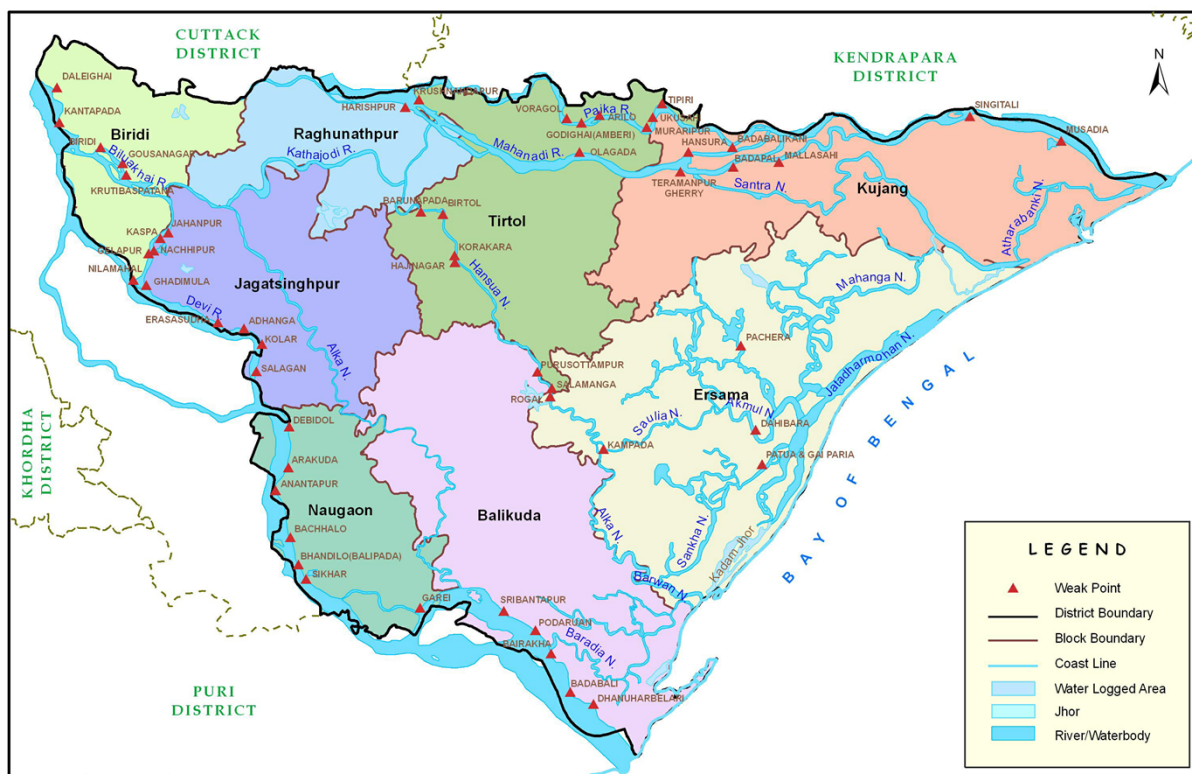 CUTTACK
DISTRICT
KENDRAPARA
DISTRICT
N
DALEIGHAI
KANTAPADA
BIRIDI
Biridi
GOUSANAGAR
Biluakhai R.
KRUTIBASPATANA
HARISHPUR
Raghunathpur
Kathajodi R.
VORAGOL
Paika R.
ARILO
GODIGHAI(AMBERI)
OLAGADA
Mahanadi R.
TIPIRI
MURARIPUR
HANSURA
BADABALIKANI
BADAPAL
MALLASAHI
TERAMANPUR
GHERRY
Santra N.
SINGITALI
MUSADIA
Kujang
Atharabanki N.
JAHANPUR
KASPA
NACHHIPUR
NILAMAHAL
GHADIMULA
Jagatsinghpur
Devi R.
ERASASUDHA
ADHANGA
KOLAR
SALAGAN
Alka N.
BARUNAPADA
BIRTOL
Tirtol
KORAKARA
HAJINAGAR
Hansua N.
PURUSOTTAMPUR
SALAMANGA
ROGAL
Mahanga N.
PACHERA
Jatadharmohan N.
Ersama
Saulia N.
Akmul N.
DAHIBARA
KAMPADA
PATUA & GAI PARIA
BAY OF BENGAL
KHORDHA
DISTRICT
DEBIDOL
ARAKUDA
ANANTAPUR
Naugaon
BACHHALO
BHANDILO(BALIPADA)
SIKHAR
GAREI
Balikuda
Alka N.
Sankha N.
Kadam Jhor
Barwan N.
SRIBANTAPUR
PODARUAN
BAIRAKHA
Baradia N.
BADABALI
DHANUHARBELARI
PURI
DISTRICT
LEGEND
Weak Point
District Boundary
Block Boundary
Coast Line
Water Logged Area
Jhor
River/Waterbody